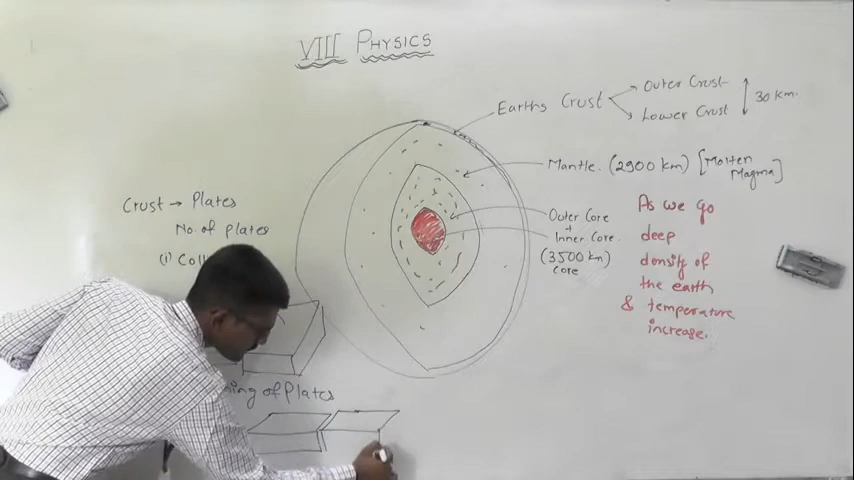 VIII PHYSICS
Earths Crust
Outer Crust
Lower Crust
30 Km.
Mantle. (2900 km) [Molten Magma]
Outer Core
+
Inner Core.
(3500 km)
core
As we go
deep
density of
the earth
& temperature
increase.
Crust → Plates
No. of plates
(i)
of Plates